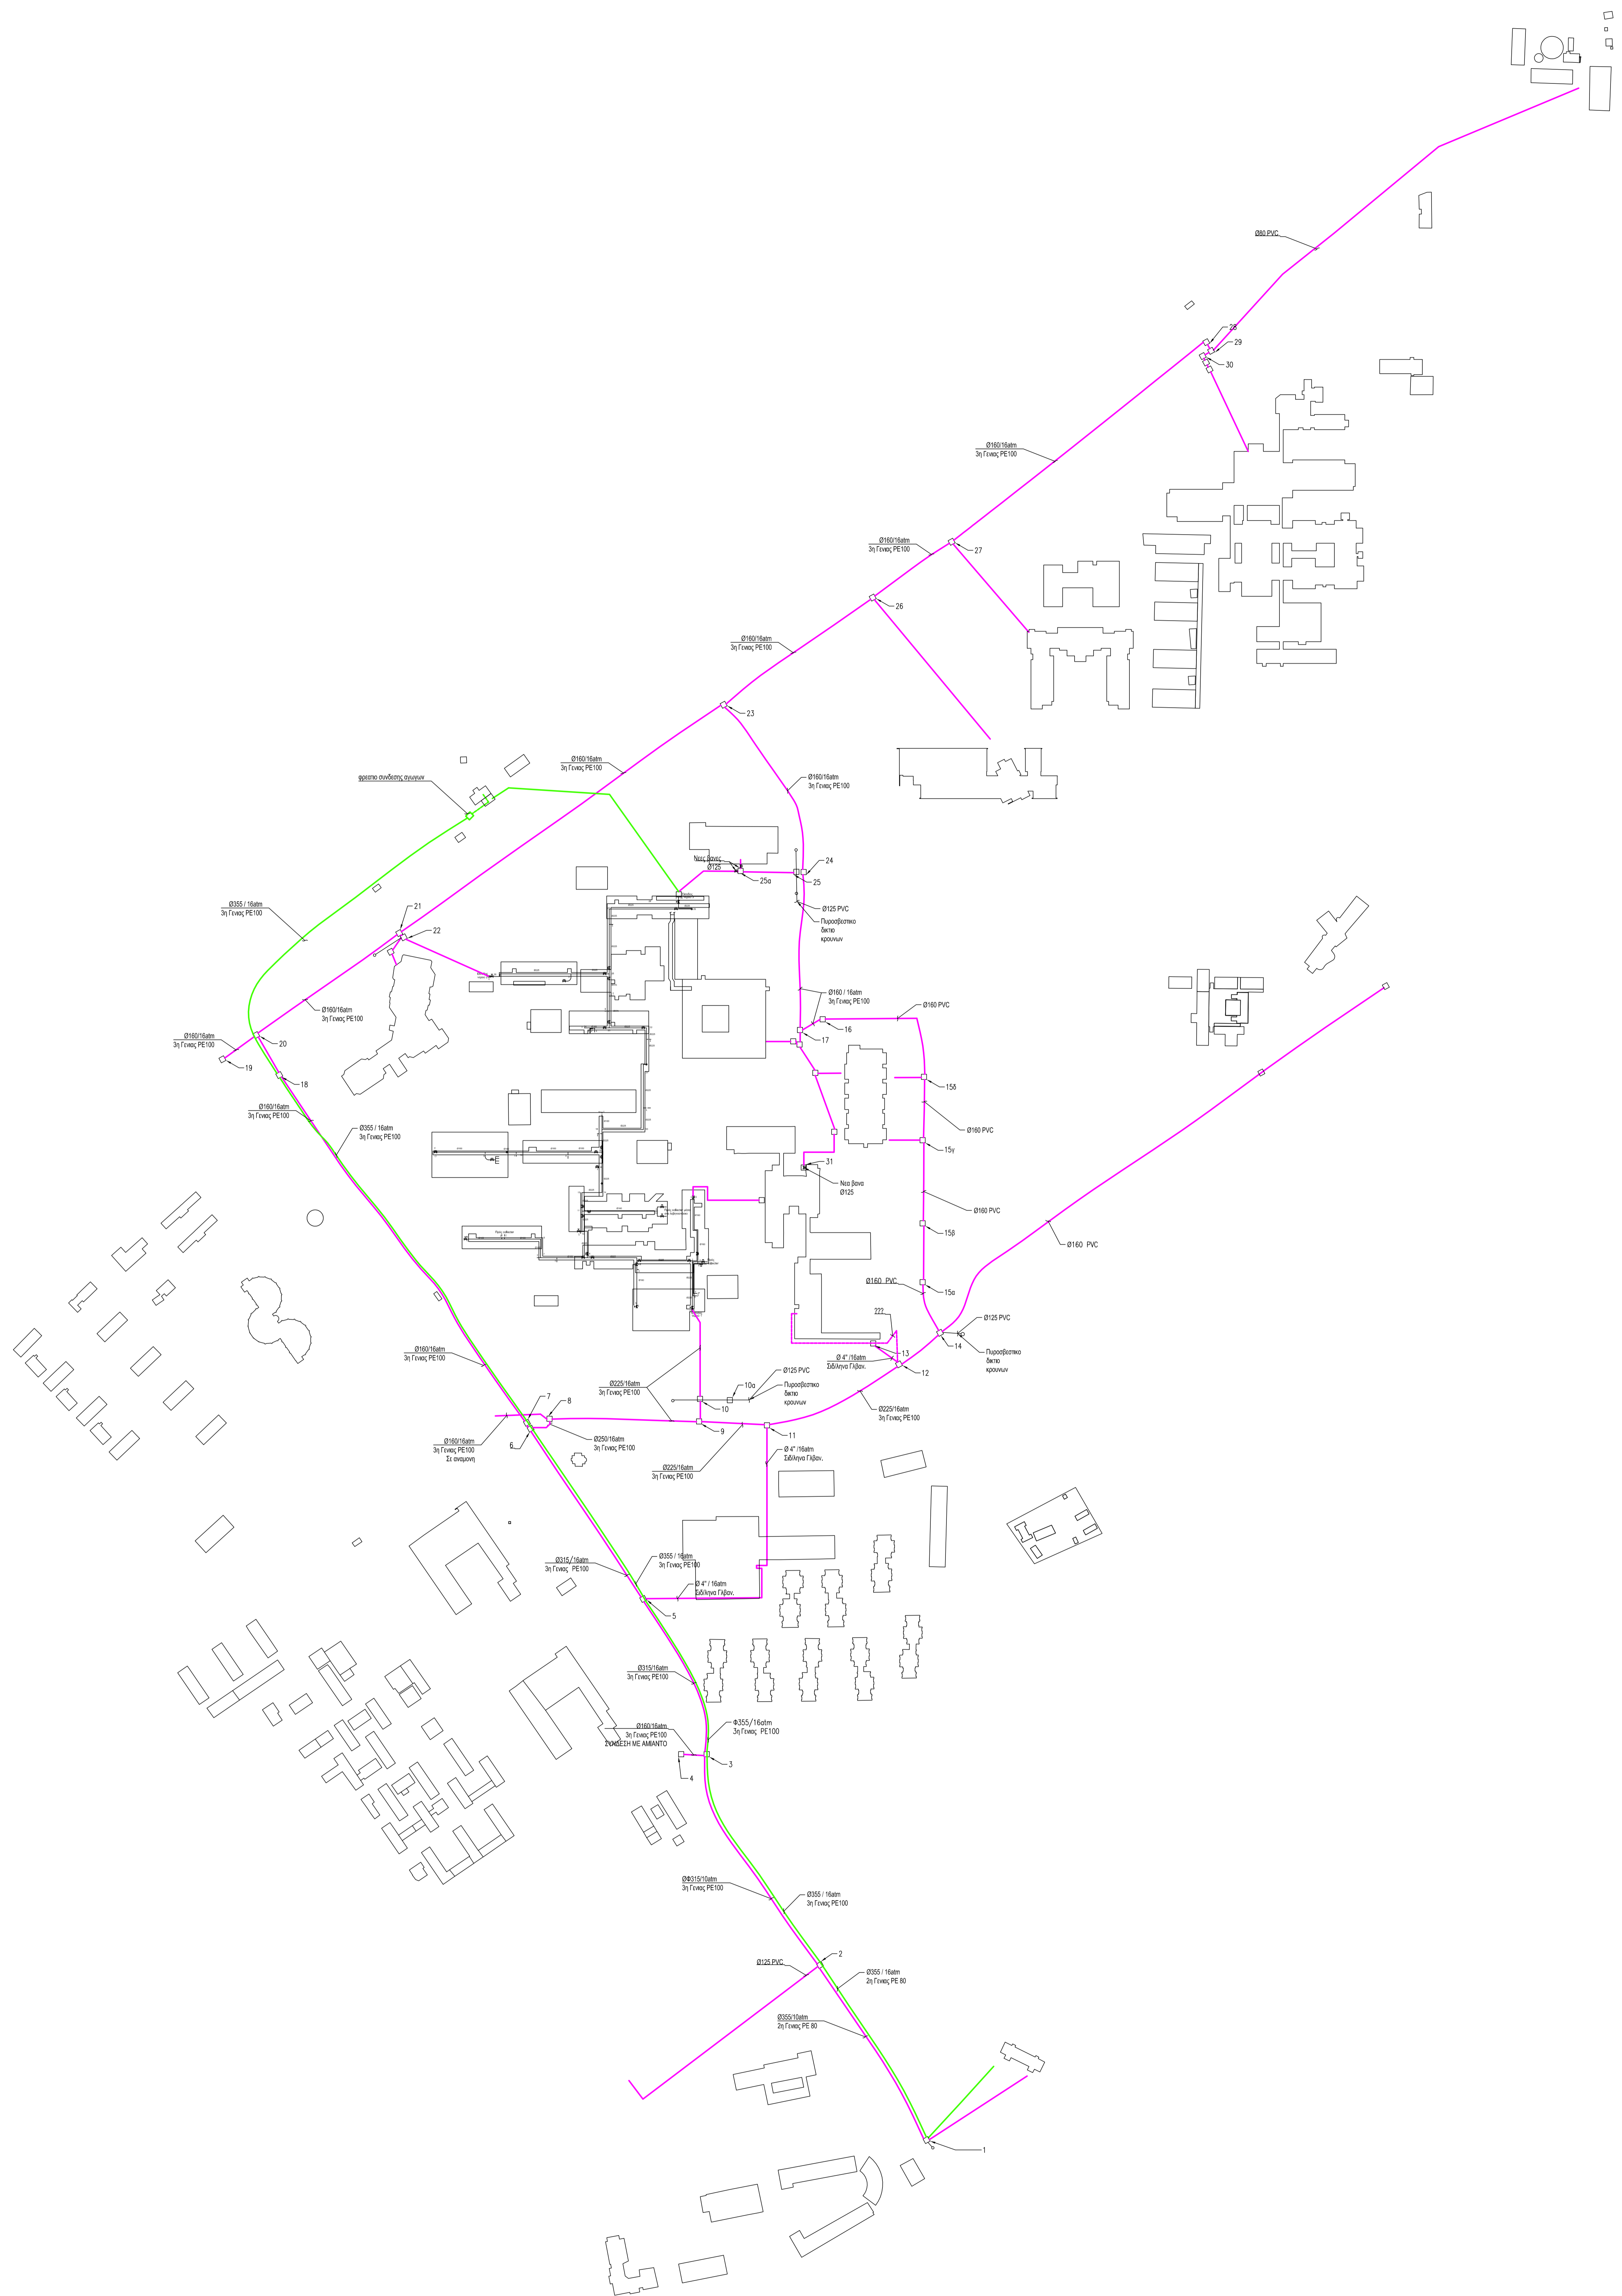 Ø80 PVC
28
29
30
Ø160/16atm
3η Γενιας PE100
Ø160/16atm
3η Γενιας PE100
27
26
Ø160/16atm
3η Γενιας PE100
23
Ø160/16atm
3η Γενιας PE100
φρεατιο συνδεσης αγωγων
Ø160/16atm
3η Γενιας PE100
Νεες βανες
Ø125
24
25
25α
Ø355 / 16atm
3η Γενιας PE100
21
22
Ø125 PVC
Πυροσβεστικο
δικτιο
κρουνων
Ø160/16atm
3η Γενιας PE100
Ø160 / 16atm
3η Γενιας PE100
Ø160 PVC
16
17
Ø160/16atm
3η Γενιας PE100
20
19
18
15δ
Ø160/16atm
3η Γενιας PE100
Ø355 / 16atm
3η Γενιας PE100
Ø160 PVC
15γ
31
Νεα βανα
Ø125
Ø160 PVC
15β
Ø160 PVC
Ø160 PVC
15α
???
Ø125 PVC
14
Πυροσβεστικο
δικτιο
κρουνων
13
Ø 4" /16atm
Σιδ/ληνα Γλβαν.
12
Ø160/16atm
3η Γενιας PE100
Ø225/16atm
3η Γενιας PE100
10α
Ø125 PVC
Πυροσβεστικο
δικτιο
κρουνων
10
Ø225/16atm
3η Γενιας PE100
7
8
9
11
6
Ø160/16atm
3η Γενιας PE100
Σε αναμονη
Ø250/16atm
3η Γενιας PE100
Ø 4" /16atm
Σιδ/ληνα Γλβαν.
Ø225/16atm
3η Γενιας PE100
Ø315/16atm
3η Γενιας PE100
Ø355 / 16atm
3η Γενιας PE100
Ø 4" / 16atm
Σιδ/ληνα Γλβαν.
5
Ø315/16atm
3η Γενιας PE100
Ø160/16atm
3η Γενιας PE100
ΣΥΝΔΕΣΗ ΜΕ ΑΜΙΑΝΤΟ
Φ355/16atm
3η Γενιας PE100
3
4
ØΦ315/10atm
3η Γενιας PE100
Ø355 / 16atm
3η Γενιας PE100
2
Ø125 PVC
Ø355 / 16atm
2η Γενιας PE 80
Ø355/10atm
2η Γενιας PE 80
1